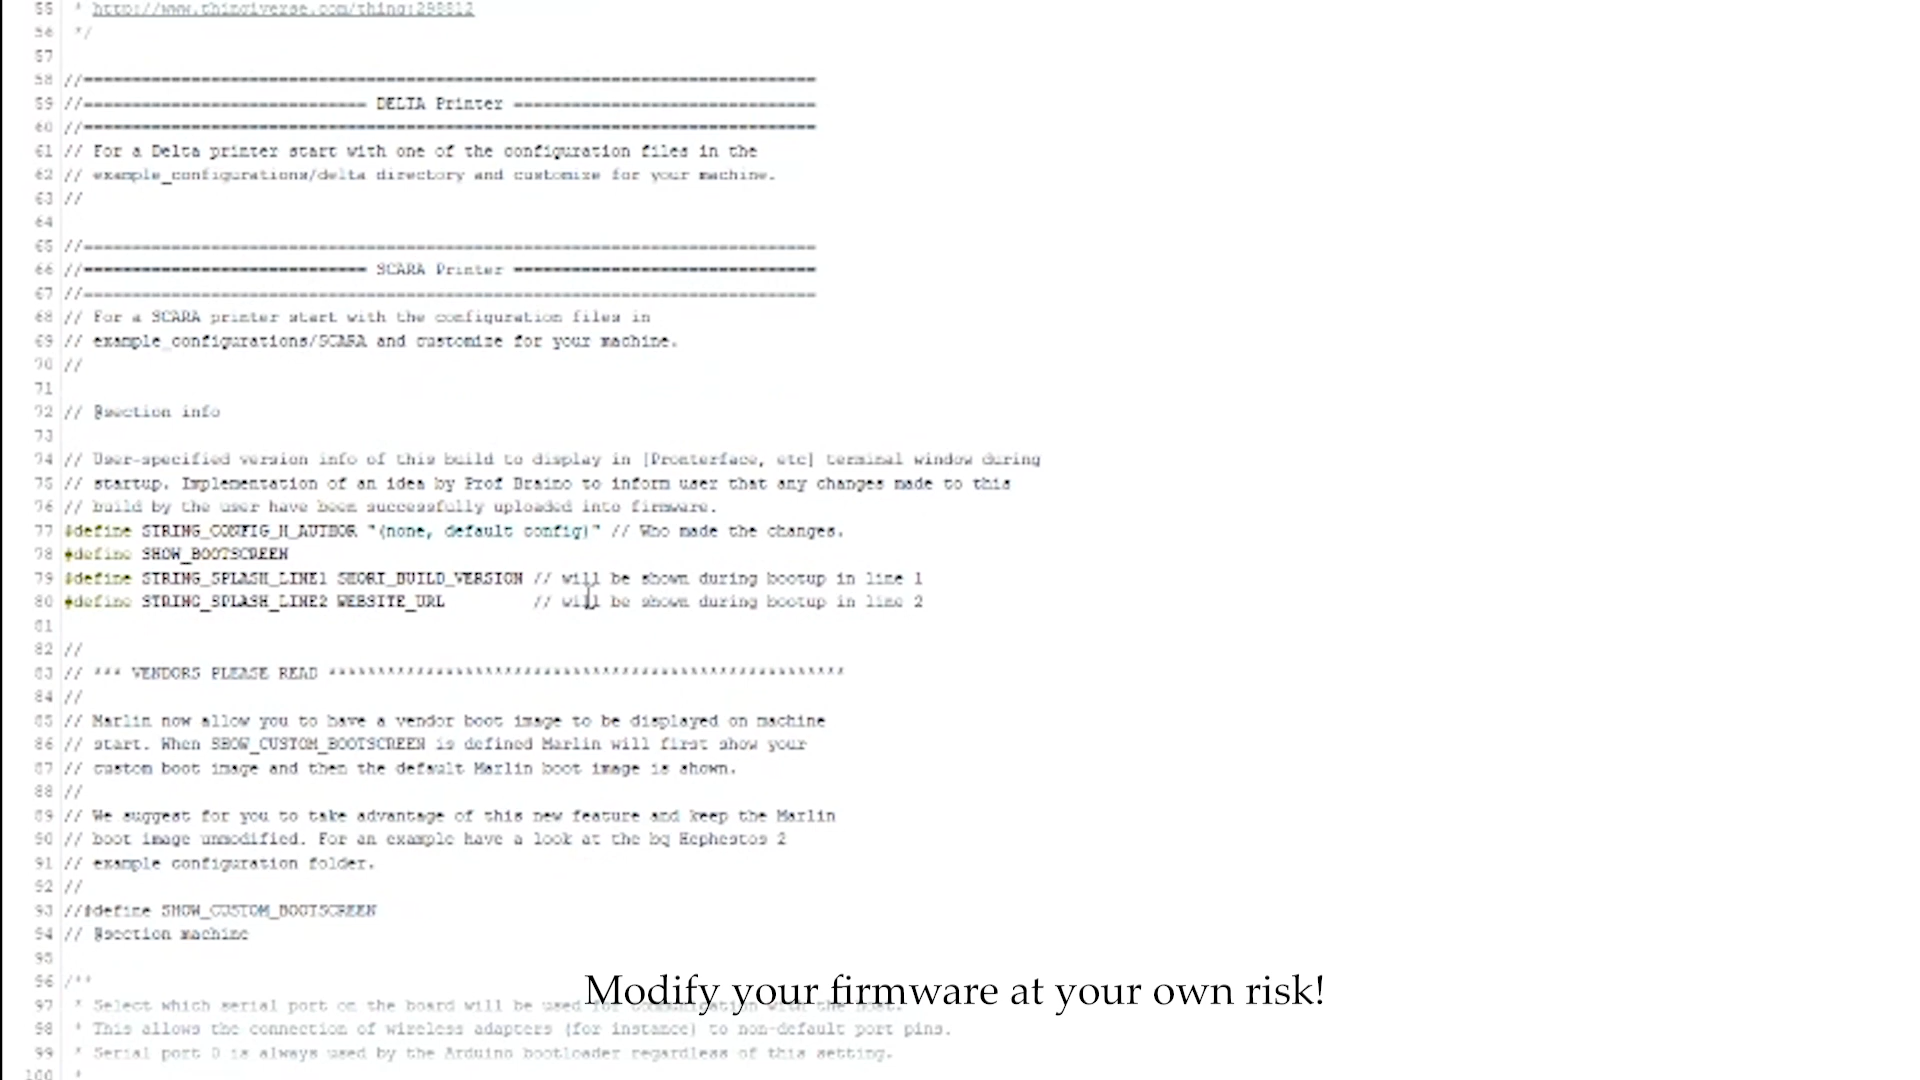 55 * http://www.thingiverse.com/thing:298812
56 */
57
58 //===========================================================================
59 //============================= DELTA Printer ===============================
60 //===========================================================================
61 // For a Delta printer start with one of the configuration files in the
62 // example_configurations/delta directory and customize for your machine.
63 //
64
65 //===========================================================================
66 //============================= SCARA Printer ===============================
67 //===========================================================================
68 // For a SCARA printer start with the configuration files in
69 // example_configurations/SCARA and customize for your machine.
70 //
71
72 // @section info
73
74 // User-specified version info of this build to display in [Pronterface, etc] terminal window during
75 // startup. Implementation of an idea by Prof Braino to inform user that any changes made to this
76 // build by the user have been successfully uploaded into firmware.
77 #define STRING_CONFIG_H_AUTHOR "(none, default config)" // Who made the changes.
78 #define SHOW_BOOTSCREEN
79 #define STRING_SPLASH_LINE1 SHORT_BUILD_VERSION // will be shown during bootup in line 1
80 #define STRING_SPLASH_LINE2 WEBSITE_URL         // will be shown during bootup in line 2
81
82 //
83 // *** VENDORS PLEASE READ *****************************************************
84 //
85 // Marlin now allow you to have a vendor boot image to be displayed on machine
86 // start. When SHOW_CUSTOM_BOOTSCREEN is defined Marlin will first show your
87 // custom boot image and then the default Marlin boot image is shown.
88 //
89 // We suggest for you to take advantage of this new feature and keep the Marlin
90 // boot image unmodified. For an example have a look at the bq Hephestos 2
91 // example configuration folder.
92 //
93 //#define SHOW_CUSTOM_BOOTSCREEN
94 // @section machine
95
96 /**
97 * Select which serial port on the board will be used for communication with the host.
Modify your firmware at your own risk!
98 * This allows the connection of wireless adapters (for instance) to non-default port pins.
99 * Serial port 0 is always used by the Arduino bootloader regardless of this setting.
100 *